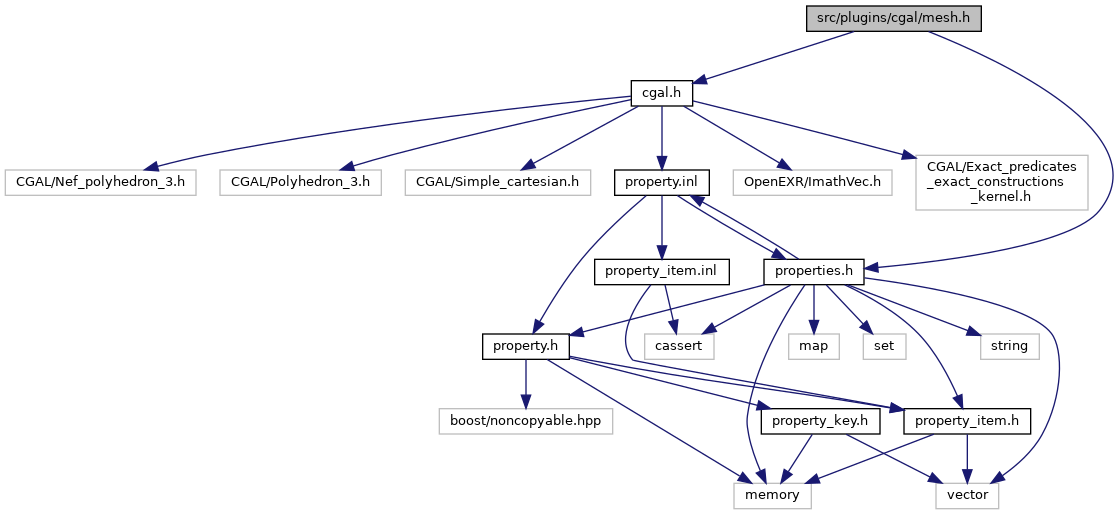 src/plugins/cgal/mesh.h
cgal.h
CGAL/Nef_polyhedron_3.h
CGAL/Polyhedron_3.h
CGAL/Simple_cartesian.h
property.inl
OpenEXR/ImathVec.h
CGAL/Exact_predicates
_exact_constructions
_kernel.h
property_item.inl
properties.h
property.h
cassert
map
set
string
boost/noncopyable.hpp
property_key.h
property_item.h
memory
vector